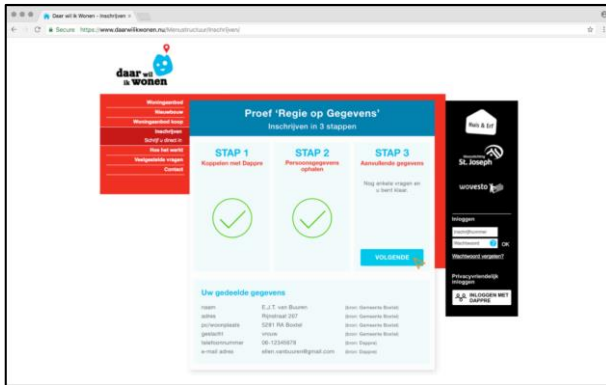 Daar wil ik Wonen - Inschrijven ×
Secure https://www.daarwilikwonen.nu/Menustructuur/Inschrijven/
daar wil
ik wonen
Woningaanbod
Nieuwbouw
Woningaanbod koop
Inschrijven
Schrijf u direct in
Hoe het werkt
Veelgestelde vragen
Contact
Proef 'Regie op Gegevens'
Inschrijven in 3 stappen
STAP 1
Koppelen met Dappre
STAP 2
Persoonsgegevens
ophalen
STAP 3
Aanvullende gegevens
Nog enkele vragen en
u bent klaar.
VOLGENDE
Uw gedeelde gegevens
naam E.J.T. van Buuren (bron: Gemeente Boxtel)
adres Rijnstraat 267 (bron: Gemeente Boxtel)
pc/woonplaats 5281 RA Boxtel (bron: Gemeente Boxtel)
geslacht vrouw (bron: Gemeente Boxtel)
telefoonnummer 06-12345678 (bron: Dappre)
e-mail adres ellen.vanbuuren@gmail.com (bron: Dappre)
Huis & Erf
St. Joseph
wovesto
Inloggen
Inschrijfnummer
Wachtwoord ? OK
Wachtwoord vergeten?
Privacyvriendelijk
inloggen
INLOGGEN MET
DAPPRE